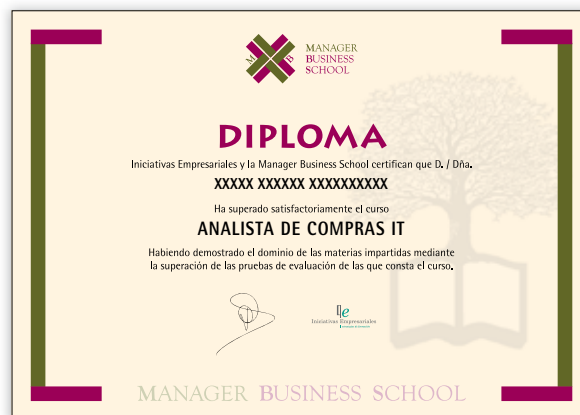 M B
MANAGER
BUSINESS
SCHOOL
DIPLOMA
Iniciativas Empresariales y la Manager Business School certifican que D. / Dña.
XXXXX XXXXXX XXXXXXXXXX
Ha superado satisfactoriamente el curso
ANALISTA DE COMPRAS IT
Habiendo demostrado el dominio de las materias impartidas mediante
la superación de las pruebas de evaluación de las que consta el curso.
Ile
Iniciativas Empresariales
MANAGER BUSINESS SCHOOL